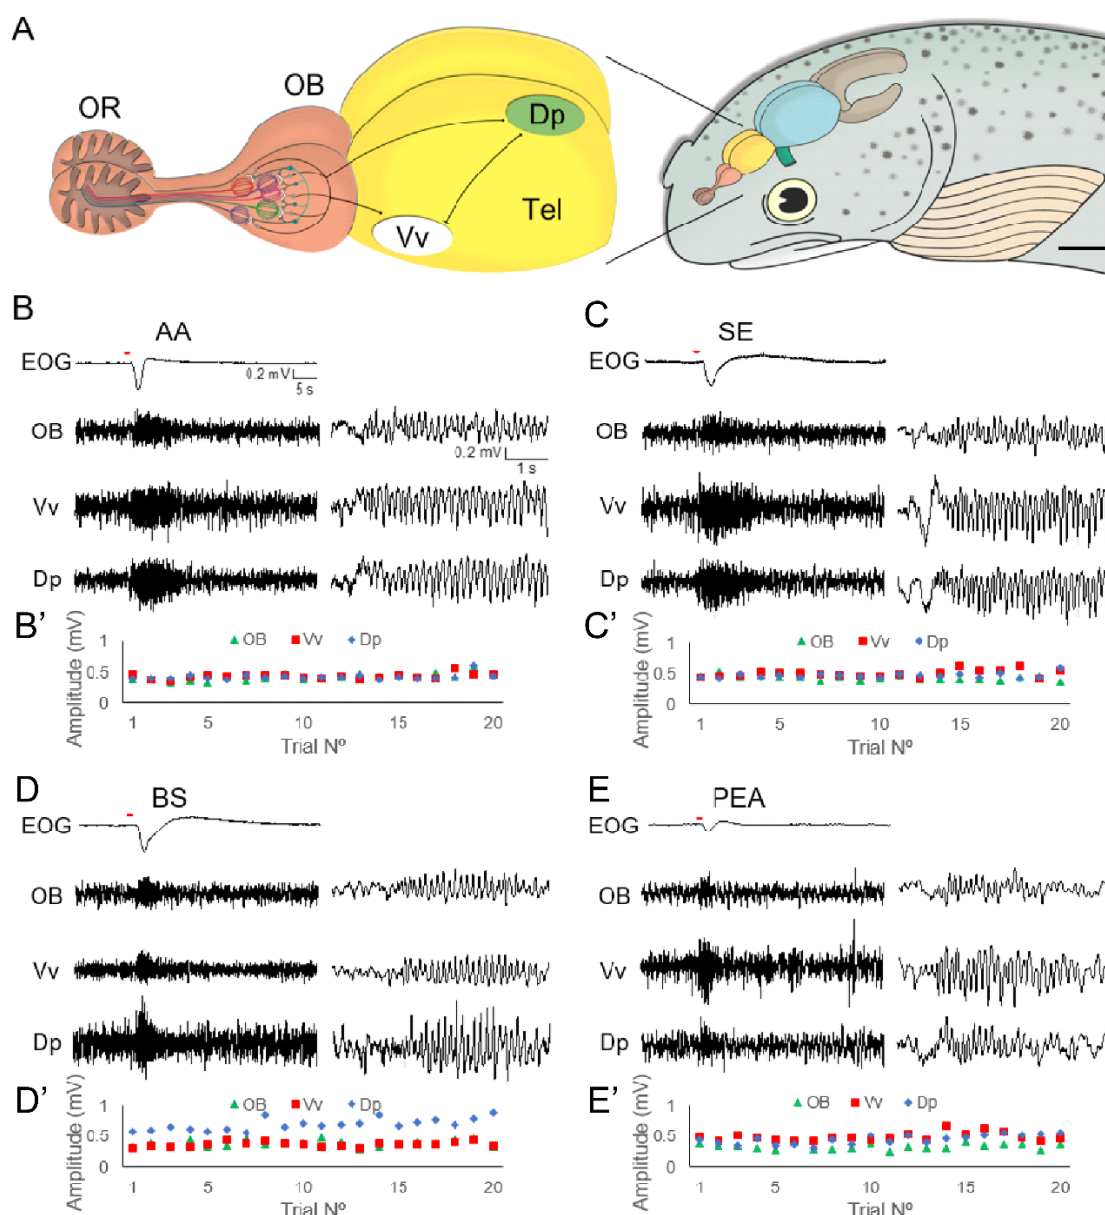 A
OR
OB
Dp
Tel
Vv
B
AA
EOG
0.2 mV
5 s
OB
0.2 mV
1 s
Vv
Dp
B'
OB Vv Dp
Amplitude (mV)
1
0.5
0
1 5 10 15 20
Trial Nº
C
SE
EOG
OB
Vv
Dp
C'
OB Vv Dp
Amplitude (mV)
1
0.5
0
1 5 10 15 20
Trial Nº
D
BS
EOG
OB
Vv
Dp
D'
OB Vv Dp
Amplitude (mV)
1
0.5
0
1 5 10 15 20
Trial Nº
E
PEA
EOG
OB
Vv
Dp
E'
OB Vv Dp
Amplitude (mV)
1
0.5
0
1 5 10 15 20
Trial Nº